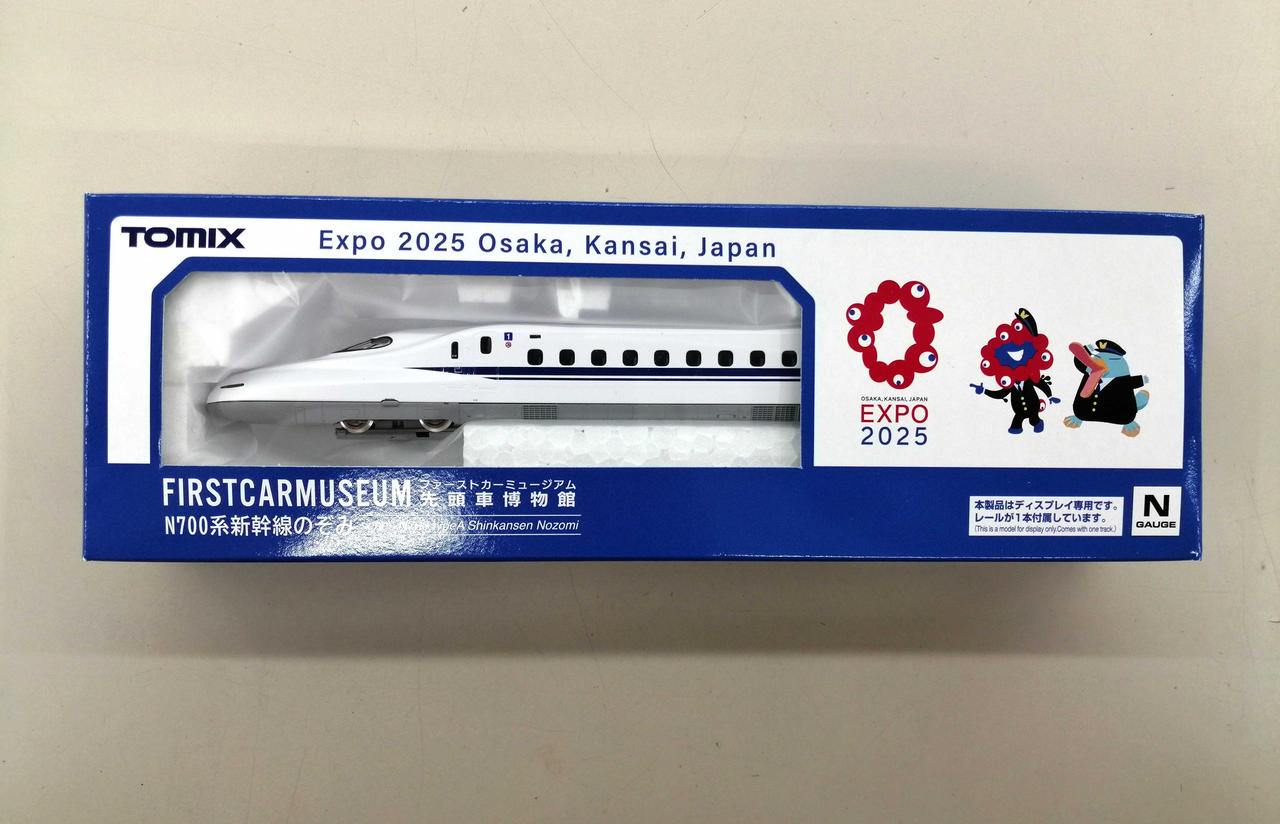 TOMIX
Expo 2025 Osaka, Kansai, Japan
1
OSAKA, KANSAI, JAPAN
EXPO
2025
FIRSTCARMUSEUM
ファーストカーミュージアム
先頭車博物館
N700系新幹線のぞみ
TypeA Shinkansen Nozomi
本製品はディスプレイ専用です。
レールが1本付属しています。
(This is a model for display only.Comes with one track.)
N
GAUGE